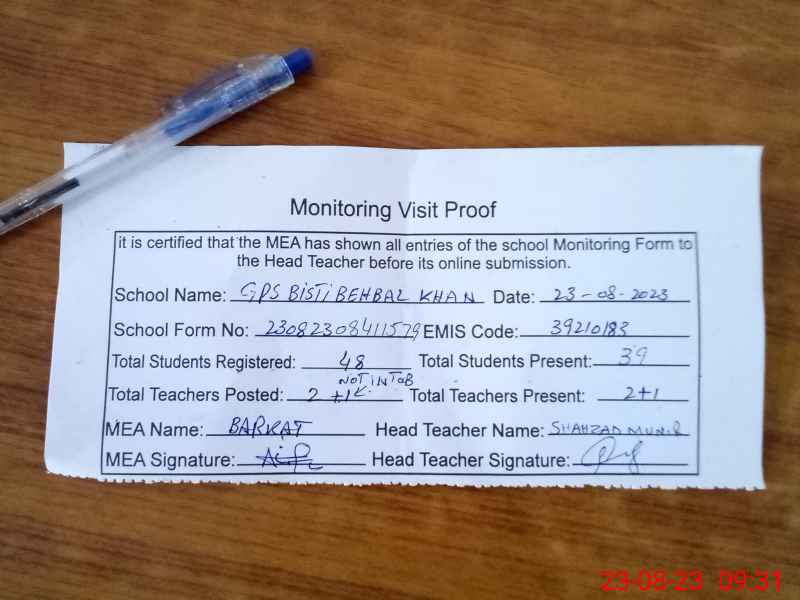 Monitoring Visit Proof
it is certified that the MEA has shown all entries of the school Monitoring Form to
the Head Teacher before its online submission.
School Name: GPS BISTI BEHBAL KHAN Date: 23-08-2023
School Form No: 23082308411579 EMIS Code: 39210183
Total Students Registered: 48 Total Students Present: 39
NOT IN TAB
Total Teachers Posted: 2 +1 Total Teachers Present: 2+1
MEA Name: BARKAT Head Teacher Name: SHAHZAD
MEA Signature: Head Teacher Signature:
23-08-23 09:31